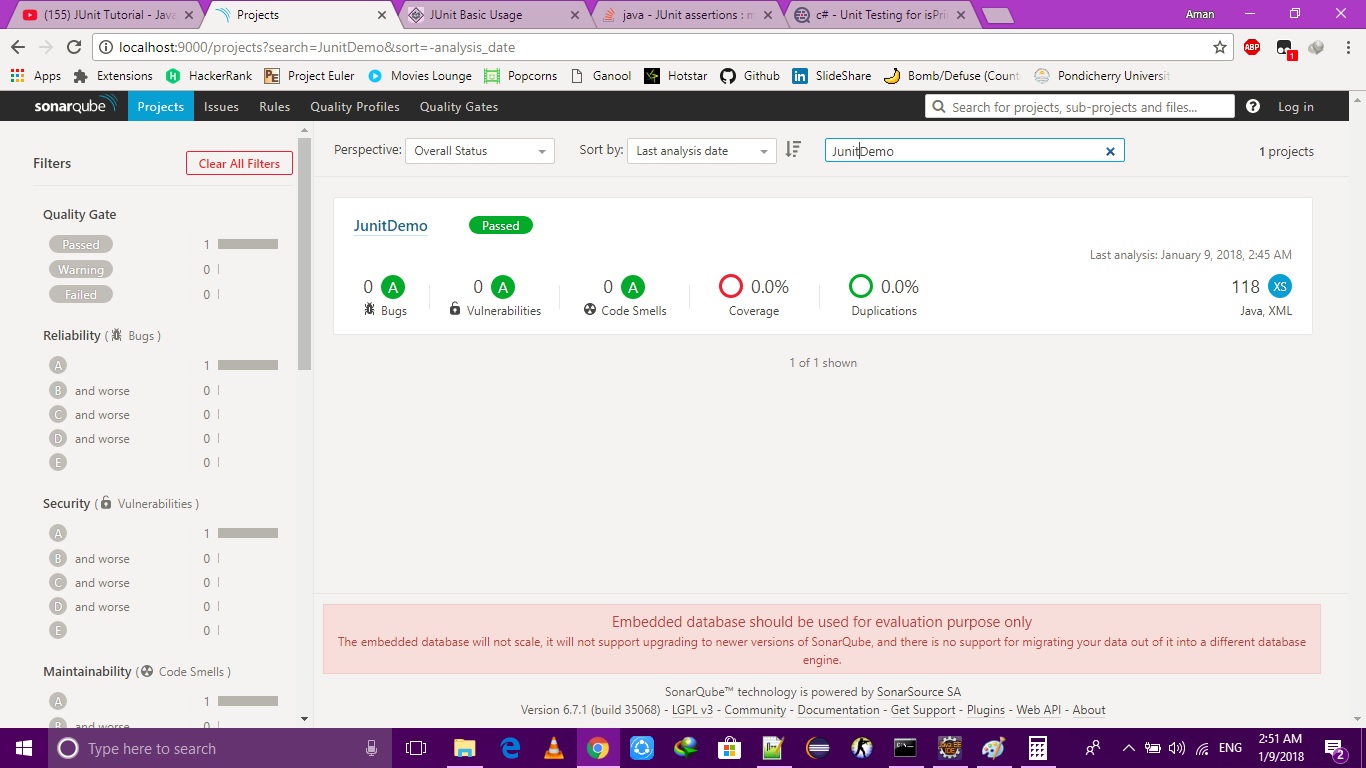 (155) JUnit Tutorial - Java
Projects
JUnit Basic Usage
java - JUnit assertions : m
c# - Unit Testing for isPri
Aman
localhost:9000/projects?search=JunitDemo&sort=-analysis_date
ABP
1
Apps
Extensions
HackerRank
PE Project Euler
Movies Lounge
Popcorns
Ganool
Hotstar
Github
in SlideShare
Bomb/Defuse (Count
Pondicherry Universit
sonarqube
Projects
Issues
Rules
Quality Profiles
Quality Gates
Search for projects, sub-projects and files...
?
Log in
Filters
Clear All Filters
Quality Gate
Passed 1
Warning 0
Failed 0
Reliability ( Bugs )
A 1
B and worse 0
C and worse 0
D and worse 0
E 0
Security ( Vulnerabilities )
A 1
B and worse 0
C and worse 0
D and worse 0
E 0
Maintainability ( Code Smells )
A 1
B and worse 0
Perspective: Overall Status
Sort by: Last analysis date
JunitDemo
1 projects
JunitDemo
Passed
Last analysis: January 9, 2018, 2:45 AM
0 A
Bugs
0 A
Vulnerabilities
0 A
Code Smells
0.0%
Coverage
0.0%
Duplications
118 XS
Java, XML
1 of 1 shown
Embedded database should be used for evaluation purpose only
The embedded database will not scale, it will not support upgrading to newer versions of SonarQube, and there is no support for migrating your data out of it into a different database
engine.
SonarQube™ technology is powered by SonarSource SA
Version 6.7.1 (build 35068) - LGPL v3 - Community - Documentation - Get Support - Plugins - Web API - About
Type here to search
ENG
2:51 AM
1/9/2018
2